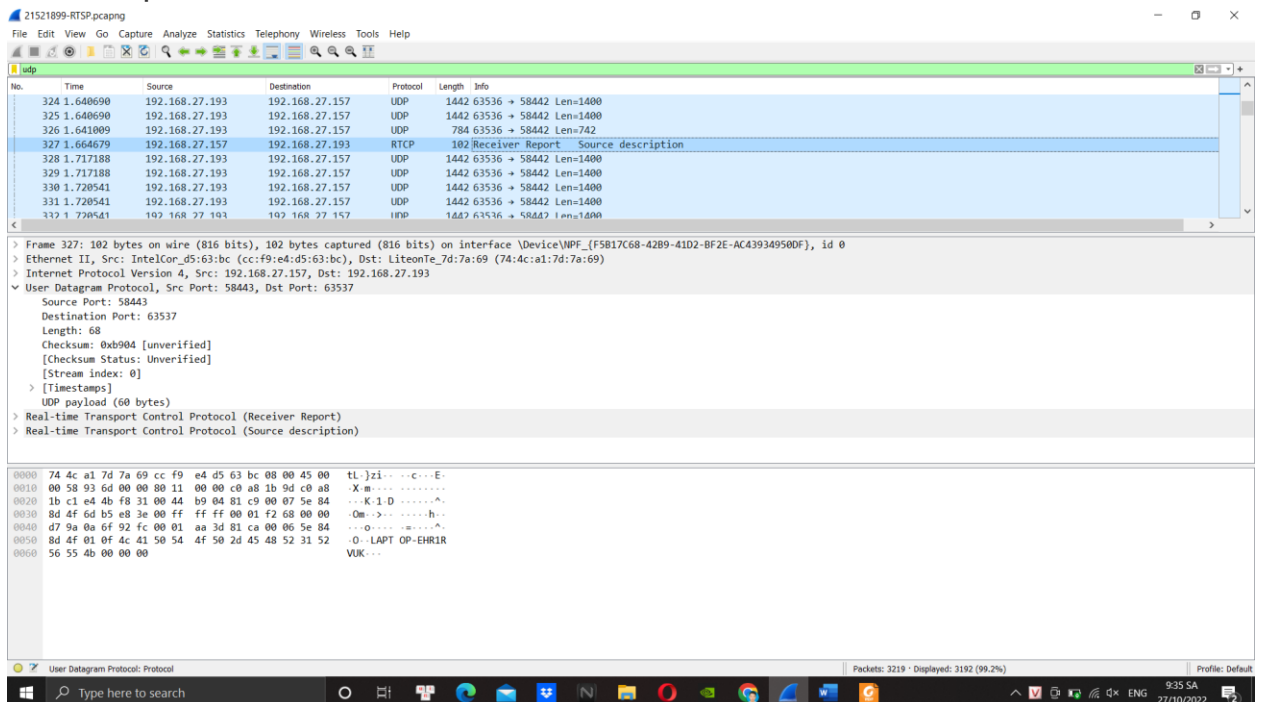 21521899-RTSP.pcapng
File Edit View Go Capture Analyze Statistics Telephony Wireless Tools Help
udp
No. Time Source Destination Protocol Length Info
324 1.640690 192.168.27.193 192.168.27.157 UDP 1442 63536 → 58442 Len=1400
325 1.640690 192.168.27.193 192.168.27.157 UDP 1442 63536 → 58442 Len=1400
326 1.641009 192.168.27.193 192.168.27.157 UDP 784 63536 → 58442 Len=742
327 1.664679 192.168.27.157 192.168.27.193 RTCP 102 Receiver Report Source description
328 1.717188 192.168.27.193 192.168.27.157 UDP 1442 63536 → 58442 Len=1400
329 1.717188 192.168.27.193 192.168.27.157 UDP 1442 63536 → 58442 Len=1400
330 1.720541 192.168.27.193 192.168.27.157 UDP 1442 63536 → 58442 Len=1400
331 1.720541 192.168.27.193 192.168.27.157 UDP 1442 63536 → 58442 Len=1400
332 1.720541 192.168.27.193 192.168.27.157 UDP 1442 63536 → 58442 Len=1400
> Frame 327: 102 bytes on wire (816 bits), 102 bytes captured (816 bits) on interface \Device\NPF_{F5B17C68-42B9-41D2-BF2E-AC43934950DF}, id 0
> Ethernet II, Src: IntelCor_d5:63:bc (cc:f9:e4:d5:63:bc), Dst: LiteonTe_7d:7a:69 (74:4c:a1:7d:7a:69)
> Internet Protocol Version 4, Src: 192.168.27.157, Dst: 192.168.27.193
User Datagram Protocol, Src Port: 58443, Dst Port: 63537
Source Port: 58443
Destination Port: 63537
Length: 68
Checksum: 0xb904 [unverified]
[Checksum Status: Unverified]
[Stream index: 0]
> [Timestamps]
UDP payload (60 bytes)
> Real-time Transport Control Protocol (Receiver Report)
> Real-time Transport Control Protocol (Source description)
0000 74 4c a1 7d 7a 69 cc f9 e4 d5 63 bc 08 00 45 00 tL·}zi·· ··c···E·
0010 00 58 93 6d 00 00 80 11 00 00 c0 a8 1b 9d c0 a8 ·X·m···· ········
0020 1b c1 e4 4b f8 31 00 44 b9 04 81 c9 00 07 5e 84 ···K·1·D ······^·
0030 8d 4f 6d b5 e8 3e 00 ff ff ff 00 01 f2 68 00 00 ·Om··>·· ·····h··
0040 d7 9a 0a 6f 92 fc 00 01 aa 3d 81 ca 00 06 5e 84 ···o···· ·=····^·
0050 8d 4f 01 0f 4c 41 50 54 4f 50 2d 45 48 52 31 52 ·O··LAPT OP-EHR1R
0060 56 55 4b 00 00 00 VUK···
User Datagram Protocol: Protocol Packets: 3219 · Displayed: 3192 (99.2%) Profile: Default
Type here to search ENG 9:35 SA
27/10/2022